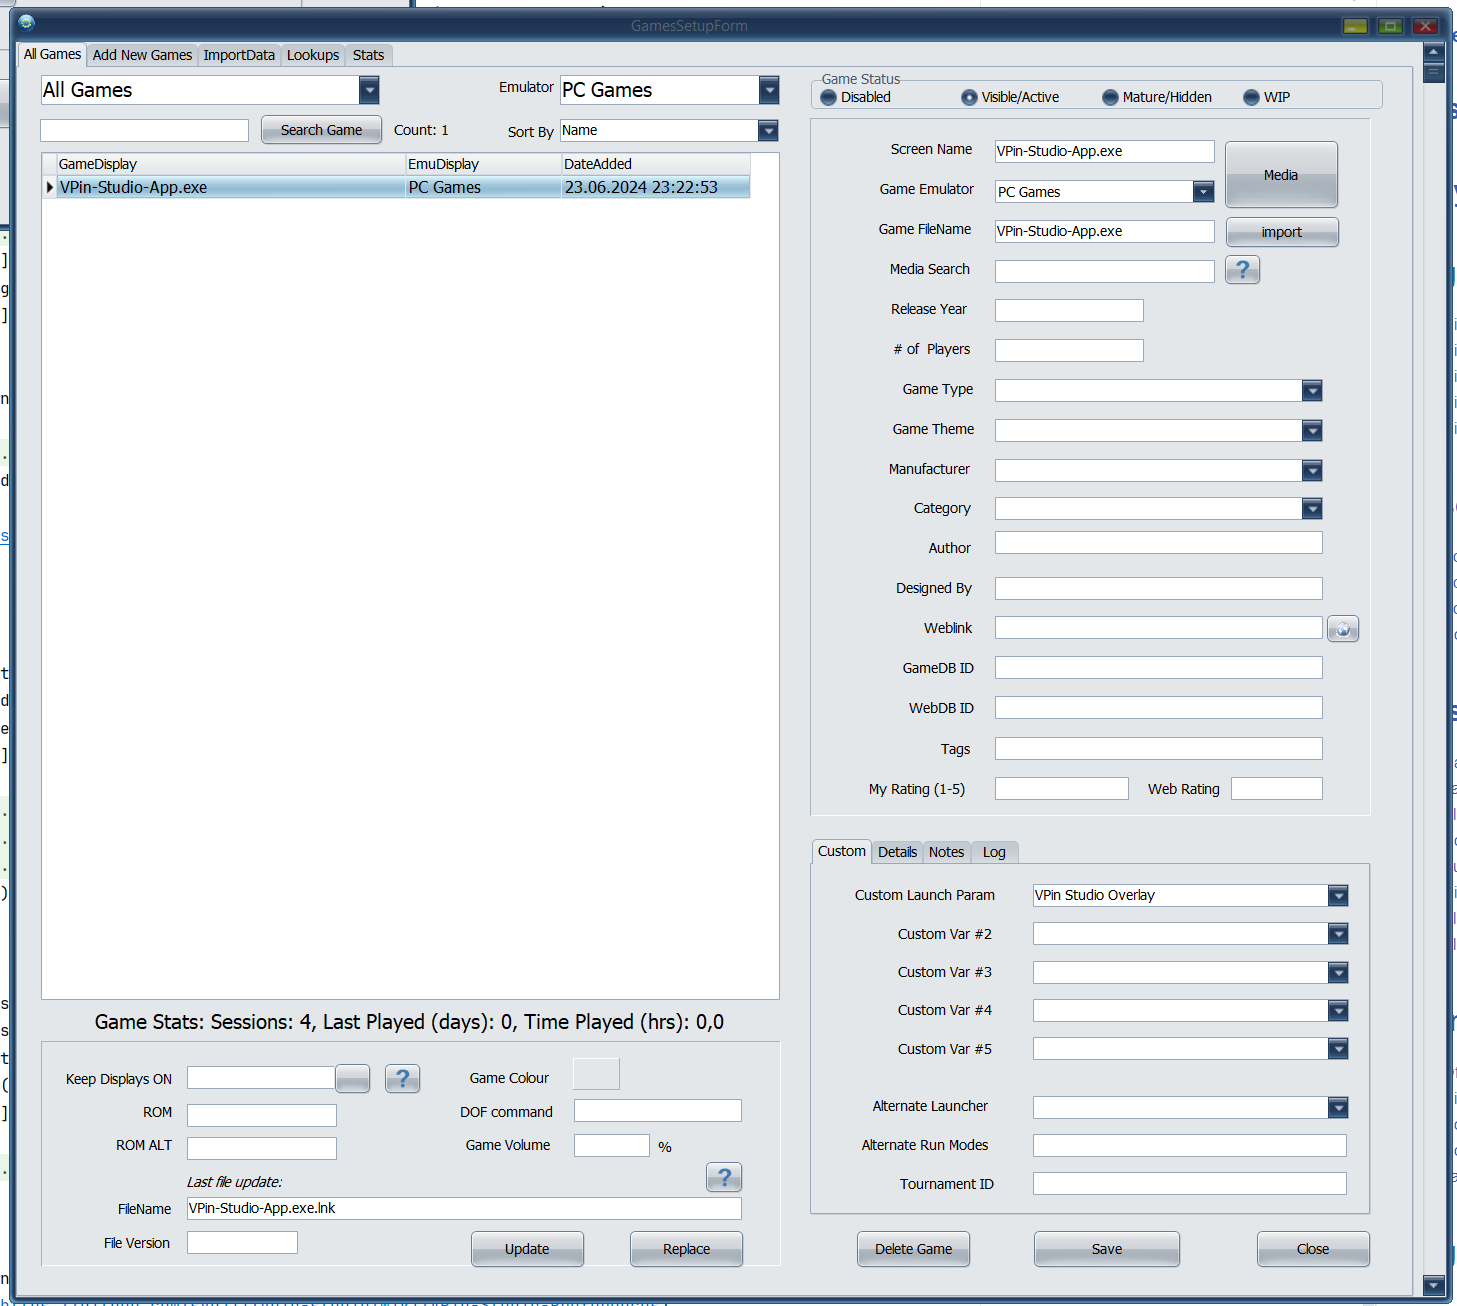 GamesSetupForm
All Games
Add New Games
ImportData
Lookups
Stats
All Games
Emulator
PC Games
Search Game
Count: 1
Sort By
Name
GameDisplay
EmuDisplay
DateAdded
VPin-Studio-App.exe
PC Games
23.06.2024 23:22:53
Game Stats: Sessions: 4, Last Played (days): 0, Time Played (hrs): 0,0
Keep Displays ON
?
Game Colour
ROM
DOF command
ROM ALT
Game Volume
%
Last file update:
?
FileName
VPin-Studio-App.exe.lnk
File Version
Update
Replace
Game Status
Disabled
Visible/Active
Mature/Hidden
WIP
Screen Name
VPin-Studio-App.exe
Media
Game Emulator
PC Games
Game FileName
VPin-Studio-App.exe
import
Media Search
?
Release Year
# of Players
Game Type
Game Theme
Manufacturer
Category
Author
Designed By
Weblink
GameDB ID
WebDB ID
Tags
My Rating (1-5)
Web Rating
Custom
Details
Notes
Log
Custom Launch Param
VPin Studio Overlay
Custom Var #2
Custom Var #3
Custom Var #4
Custom Var #5
Alternate Launcher
Alternate Run Modes
Tournament ID
Delete Game
Save
Close